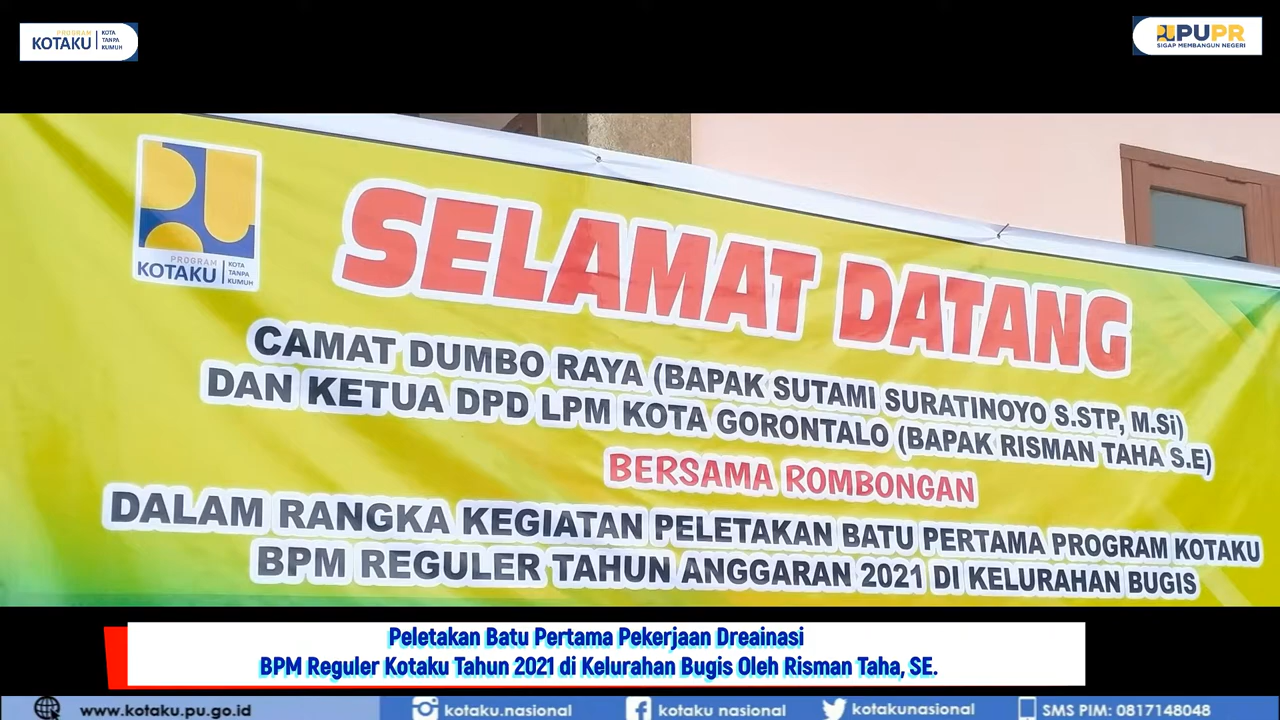 PROGRAM
KOTAKU
KOTA
TANPA
KUMUH
PUPR
SIGAP MEMBANGUN NEGERI
PROGRAM
KOTAKU
KOTA
TANPA
KUMUH
SELAMAT DATANG
CAMAT DUMBO RAYA (BAPAK SUTAMI SURATINOYO S.STP, M.Si)
DAN KETUA DPD LPM KOTA GORONTALO (BAPAK RISMAN TAHA S.E)
BERSAMA ROMBONGAN
DALAM RANGKA KEGIATAN PELETAKAN BATU PERTAMA PROGRAM KOTAKU
BPM REGULER TAHUN ANGGARAN 2021 DI KELURAHAN BUGIS
Peletakan Batu Pertama Pekerjaan Dreainasi
BPM Reguler Kotaku Tahun 2021 di Kelurahan Bugis Oleh Risman Taha, SE.
www.kotaku.pu.go.id kotaku.nasional kotaku nasional kotakunasional SMS PIM: 0817148048